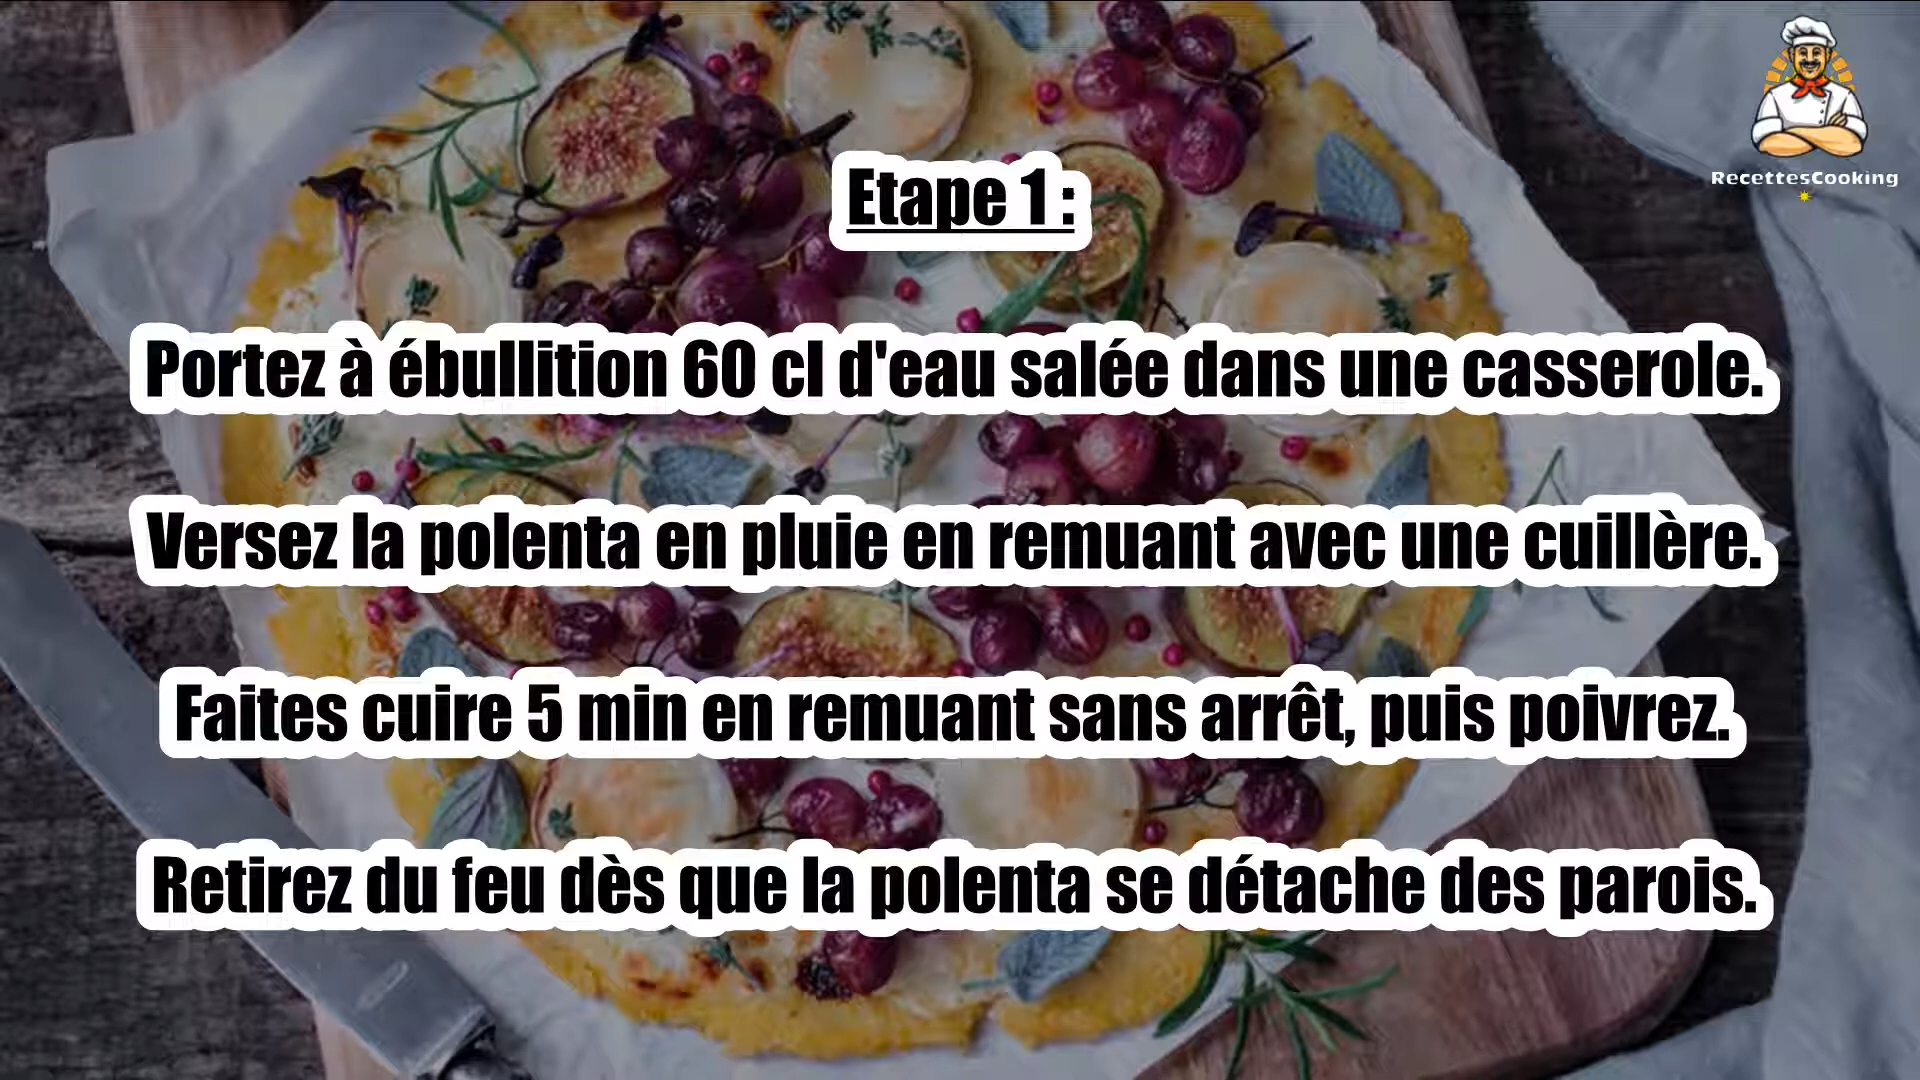 RecettesCooking
Etape 1 :
Portez à ébullition 60 cl d'eau salée dans une casserole.
Versez la polenta en pluie en remuant avec une cuillère.
Faites cuire 5 min en remuant sans arrêt, puis poivrez.
Retirez du feu dès que la polenta se détache des parois.